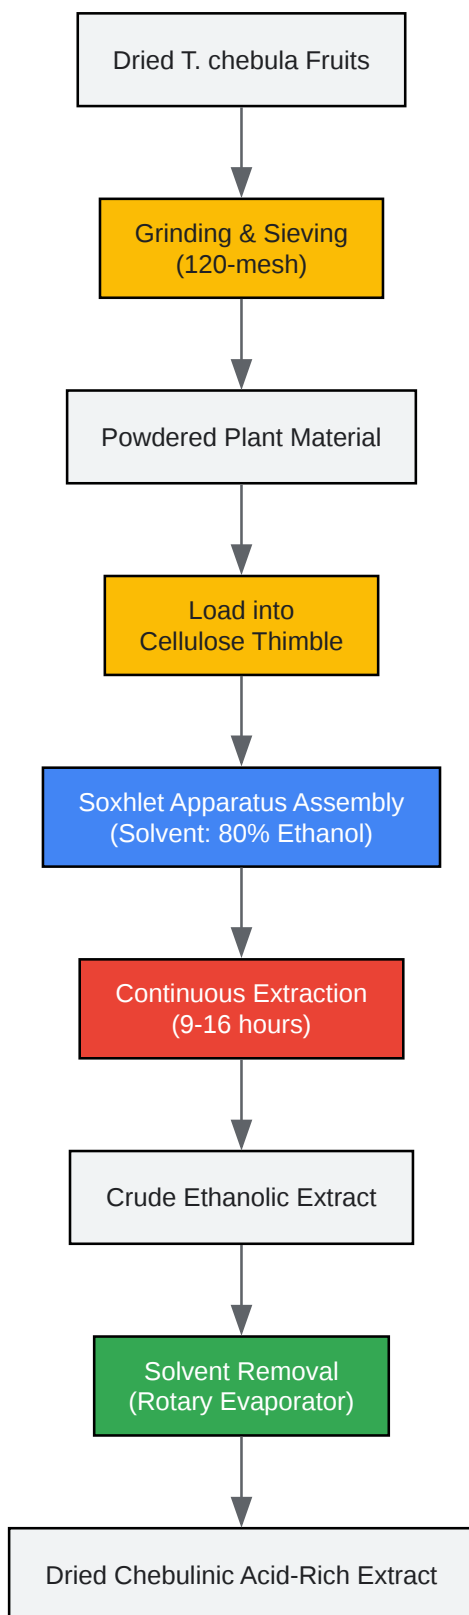 Dried T. chebula Fruits
Grinding & Sieving
(120-mesh)
Powdered Plant Material
Load into
Cellulose Thimble
Soxhlet Apparatus Assembly
(Solvent: 80% Ethanol)
Continuous Extraction
(9-16 hours)
Crude Ethanolic Extract
Solvent Removal
(Rotary Evaporator)
Dried Chebulinic Acid-Rich Extract